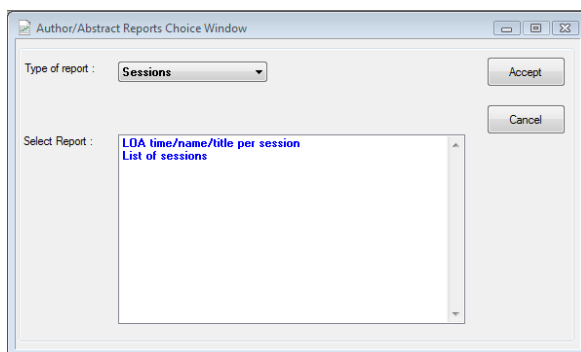 Author/Abstract Reports Choice Window
Type of report :
Sessions
Accept
Cancel
Select Report :
LOA time/name/title per session
List of sessions